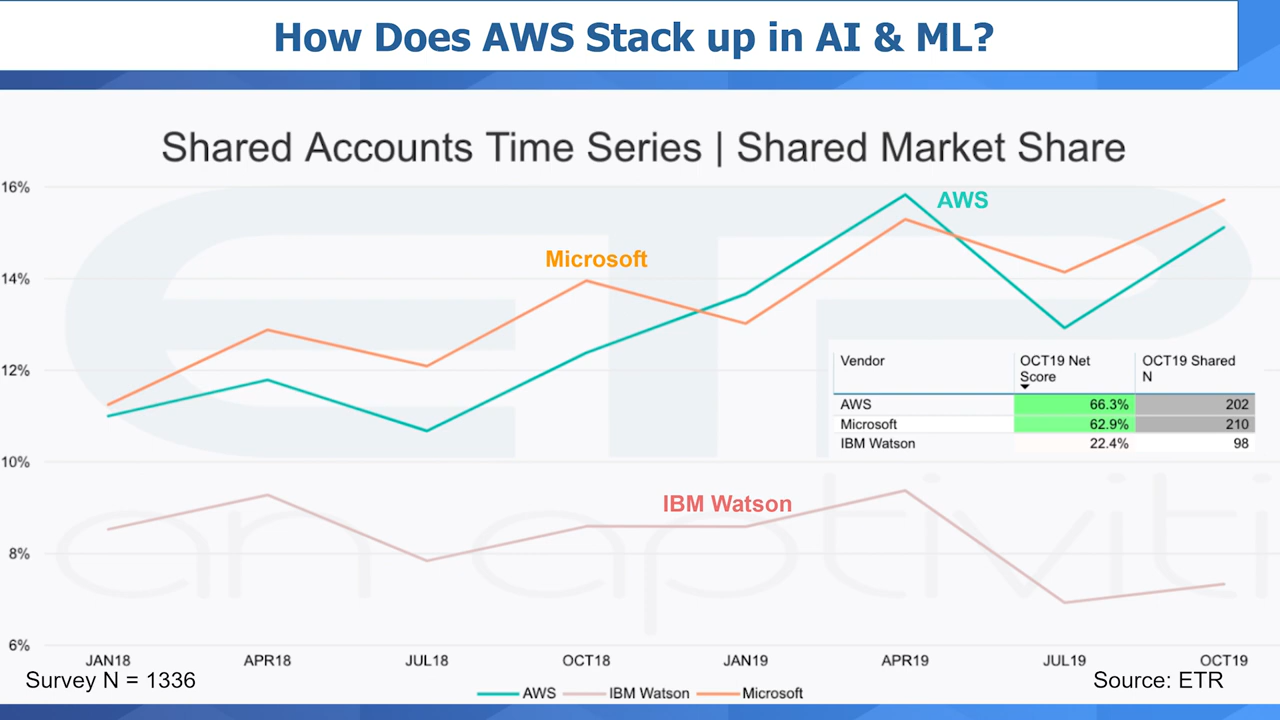 How Does AWS Stack up in AI & ML?
Shared Accounts Time Series | Shared Market Share
16%
14%
12%
10%
8%
6%
AWS
Microsoft
IBM Watson
Vendor OCT19 Net Score OCT19 Shared N
AWS 66.3% 202
Microsoft 62.9% 210
IBM Watson 22.4% 98
JAN18 APR18 JUL18 OCT18 JAN19 APR19 JUL19 OCT19
Survey N = 1336
Source: ETR
AWS IBM Watson Microsoft
ETR
an aptiviti